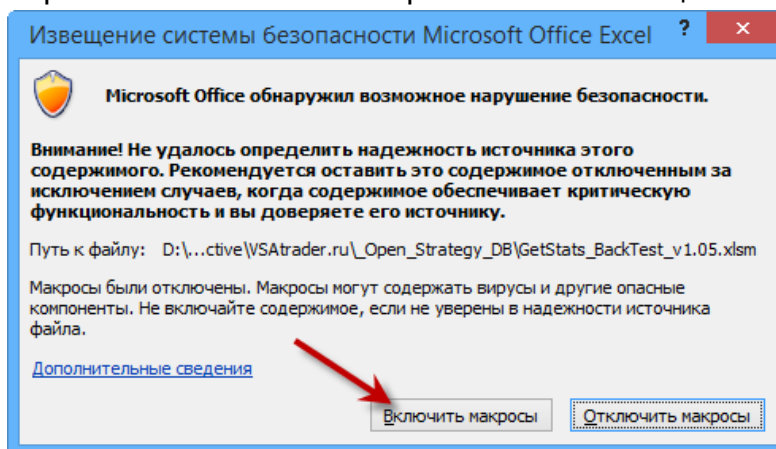 Извещение системы безопасности Microsoft Office Excel
Microsoft Office обнаружил возможное нарушение безопасности.
Внимание! Не удалось определить надежность источника этого
содержимого. Рекомендуется оставить это содержимое отключенным за
исключением случаев, когда содержимое обеспечивает критическую
функциональность и вы доверяете его источнику.
Путь к файлу: D:\...ctive\VSAtrader.ru\_Open_Strategy_DB\GetStats_BackTest_v1.05.xlsm
Макросы были отключены. Макросы могут содержать вирусы и другие опасные
компоненты. Не включайте содержимое, если не уверены в надежности источника
файла.
Дополнительные сведения
Включить макросы Отключить макросы